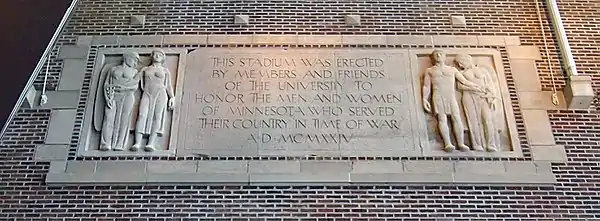 THIS STADIUM WAS ERECTED
BY MEMBERS AND FRIENDS
OF THE UNIVERSITY TO
HONOR THE MEN AND WOMEN
OF MINNESOTA WHO SERVED
THEIR COUNTRY IN TIME OF WAR
A·D·MCMXXIV